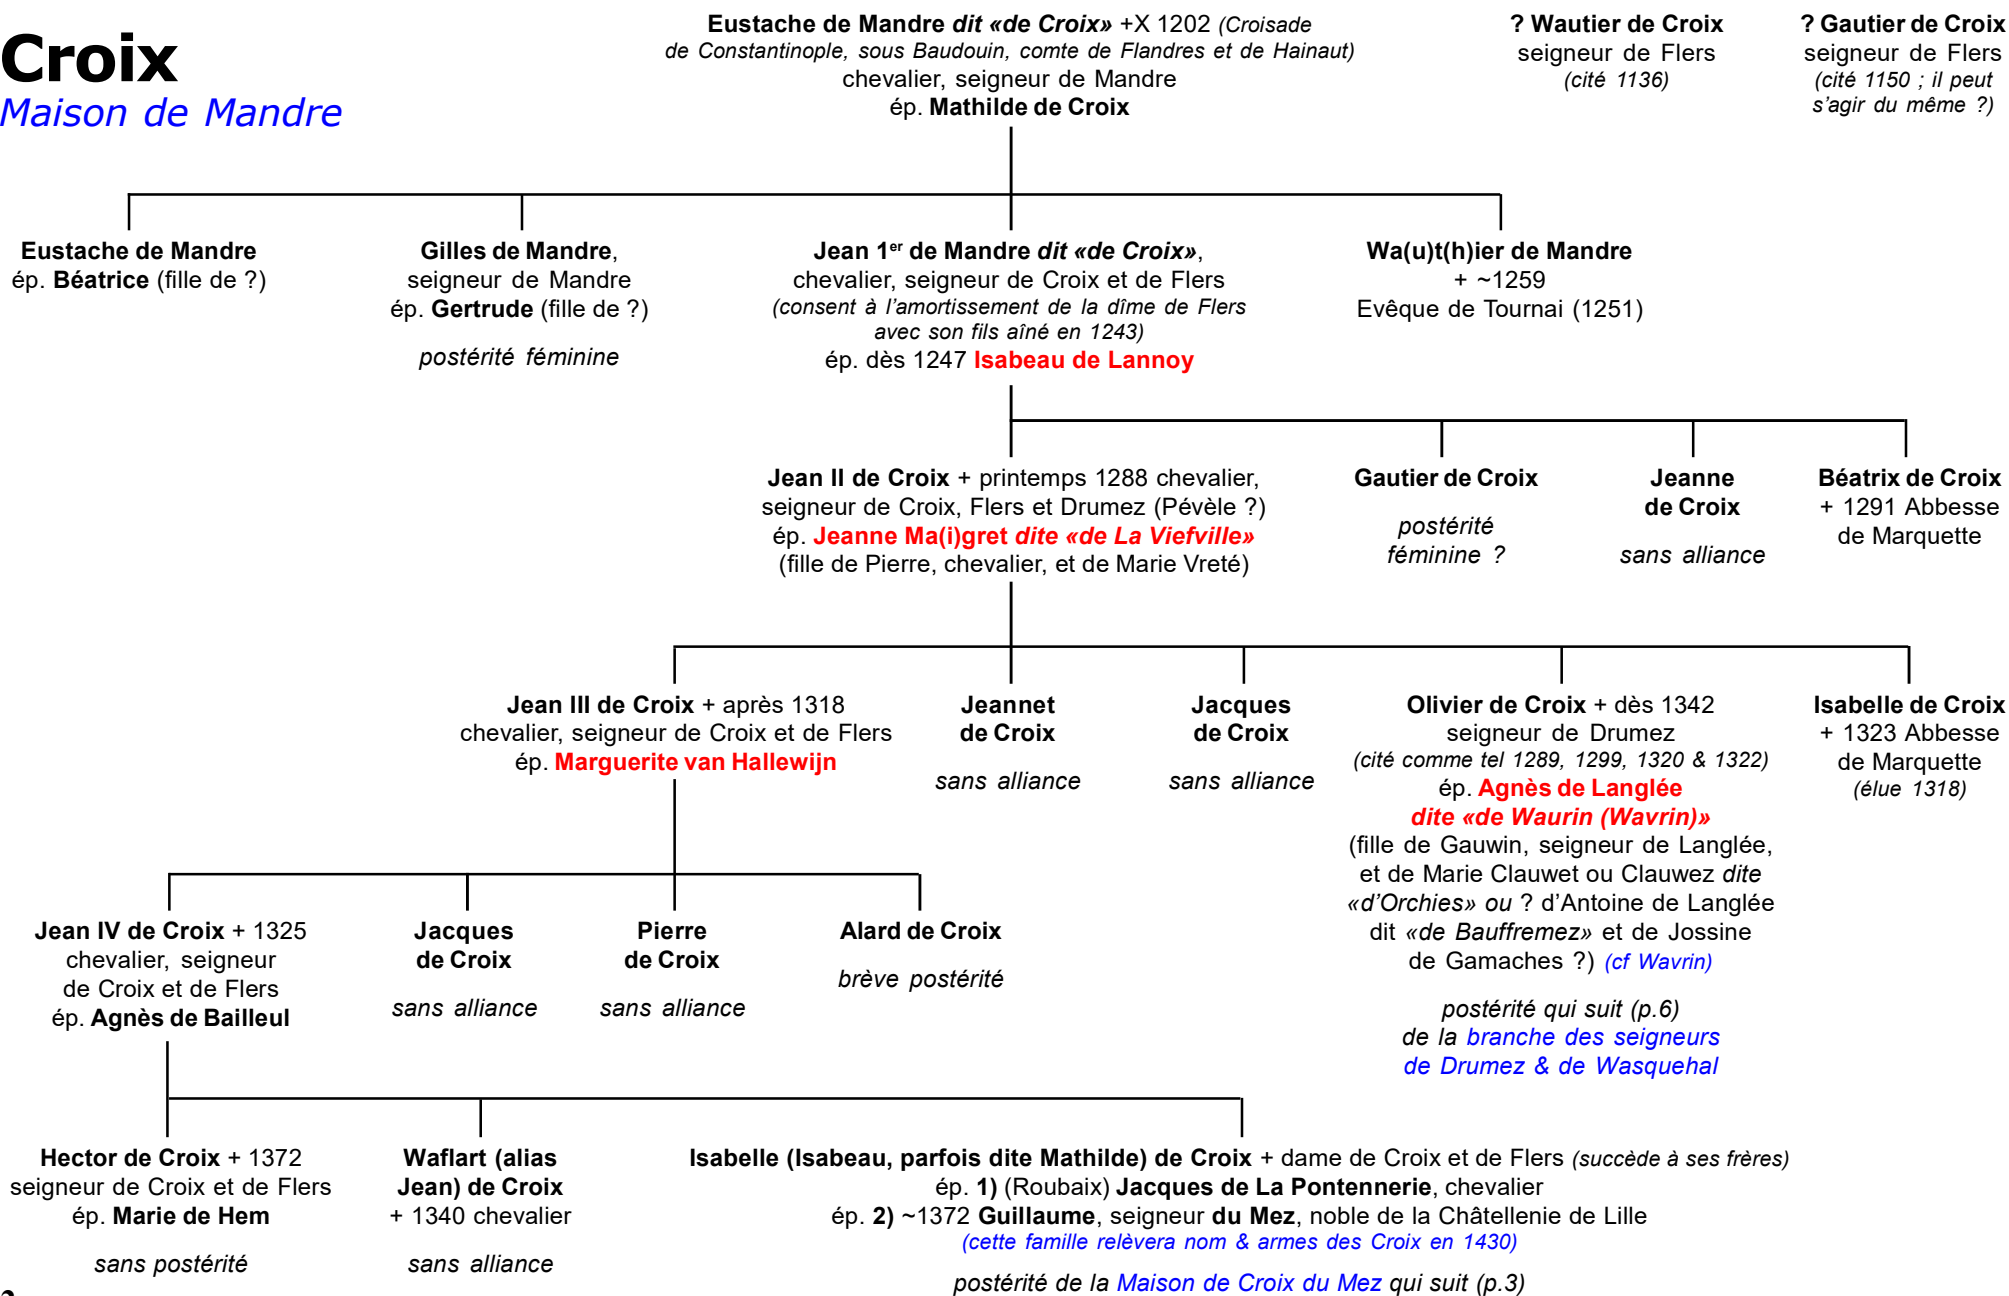 Croix
Maison de Mandre
Eustache de Mandre dit «de Croix» +X 1202 (Croisade
de Constantinople, sous Baudouin, comte de Flandres et de Hainaut)
chevalier, seigneur de Mandre
ép. Mathilde de Croix
? Wautier de Croix
seigneur de Flers
(cité 1136)
? Gautier de Croix
seigneur de Flers
(cité 1150 ; il peut
s'agir du même ?)
Eustache de Mandre
ép. Béatrice (fille de ?)
Gilles de Mandre,
seigneur de Mandre
ép. Gertrude (fille de ?)
postérité féminine
Jean 1er de Mandre dit «de Croix»,
chevalier, seigneur de Croix et de Flers
(consent à l'amortissement de la dîme de Flers
avec son fils aîné en 1243)
ép. dès 1247 Isabeau de Lannoy
Wa(u)t(h)ier de Mandre
+ ~1259
Evêque de Tournai (1251)
Jean II de Croix + printemps 1288 chevalier,
seigneur de Croix, Flers et Drumez (Pévèle ?)
ép. Jeanne Ma(i)gret dite «de La Viefville»
(fille de Pierre, chevalier, et de Marie Vreté)
Gautier de Croix
postérité
féminine ?
Jeanne
de Croix
sans alliance
Béatrix de Croix
+ 1291 Abbesse
de Marquette
Jean III de Croix + après 1318
chevalier, seigneur de Croix et de Flers
ép. Marguerite van Hallewijn
Jeannet
de Croix
sans alliance
Jacques
de Croix
sans alliance
Olivier de Croix + dès 1342
seigneur de Drumez
(cité comme tel 1289, 1299, 1320 & 1322)
ép. Agnès de Langlée
dite «de Waurin (Wavrin)»
(fille de Gauwin, seigneur de Langlée,
et de Marie Clauwet ou Clauwez dite
«d'Orchies» ou ? d'Antoine de Langlée
dit «de Bauffremez» et de Jossine
de Gamaches ?) (cf Wavrin)
postérité qui suit (p.6)
de la branche des seigneurs
de Drumez & de Wasquehal
Isabelle de Croix
+ 1323 Abbesse
de Marquette
(élue 1318)
Jean IV de Croix + 1325
chevalier, seigneur
de Croix et de Flers
ép. Agnès de Bailleul
Jacques
de Croix
sans alliance
Pierre
de Croix
sans alliance
Alard de Croix
brève postérité
Hector de Croix + 1372
seigneur de Croix et de Flers
ép. Marie de Hem
sans postérité
Waflart (alias
Jean) de Croix
+ 1340 chevalier
sans alliance
Isabelle (Isabeau, parfois dite Mathilde) de Croix + dame de Croix et de Flers (succède à ses frères)
ép. 1) (Roubaix) Jacques de La Pontennerie, chevalier
ép. 2) ~1372 Guillaume, seigneur du Mez, noble de la Châtellenie de Lille
(cette famille relèvera nom & armes des Croix en 1430)
postérité de la Maison de Croix du Mez qui suit (p.3)
2